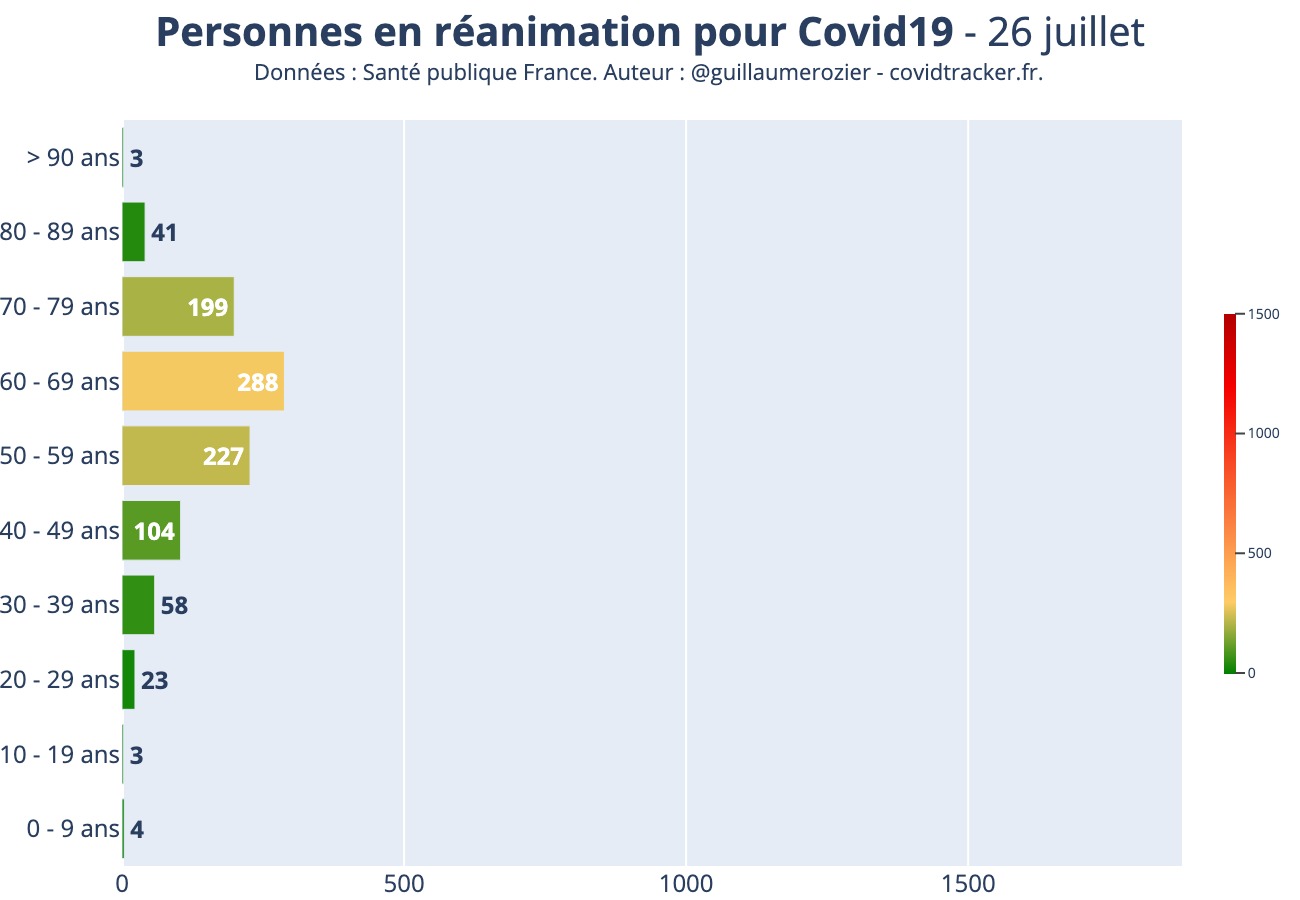 Personnes en réanimation pour Covid19 - 26 juillet
Données : Santé publique France. Auteur : @guillaumerozier - covidtracker.fr.
> 90 ans 3
80 - 89 ans 41
70 - 79 ans 199
60 - 69 ans 288
50 - 59 ans 227
40 - 49 ans 104
30 - 39 ans 58
20 - 29 ans 23
10 - 19 ans 3
0 - 9 ans 4
0 500 1000 1500
1500
1000
500
0